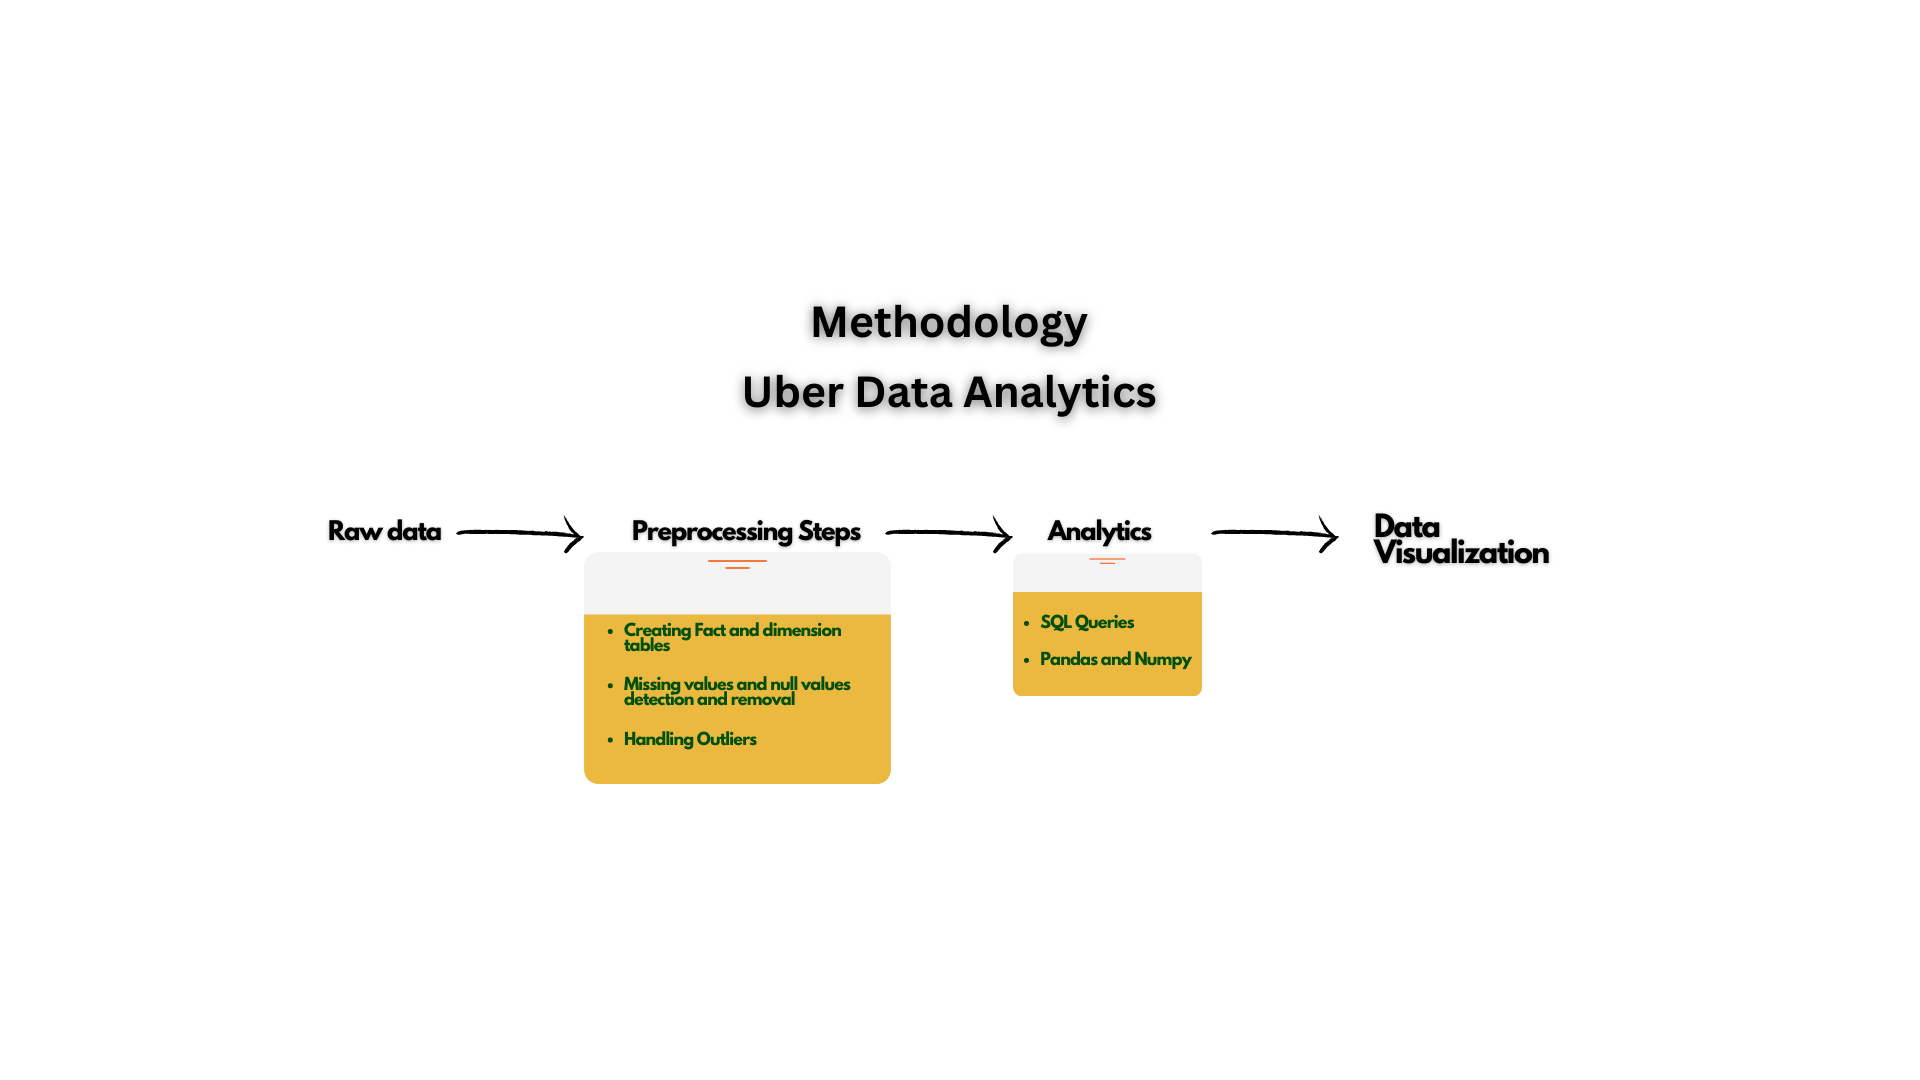 Methodology
Uber Data Analytics
Raw data
Preprocessing Steps
Analytics
Data
Visualization
• Creating Fact and dimension
tables
• Missing values and null values
detection and removal
• Handling Outliers
• SQL Queries
• Pandas and Numpy